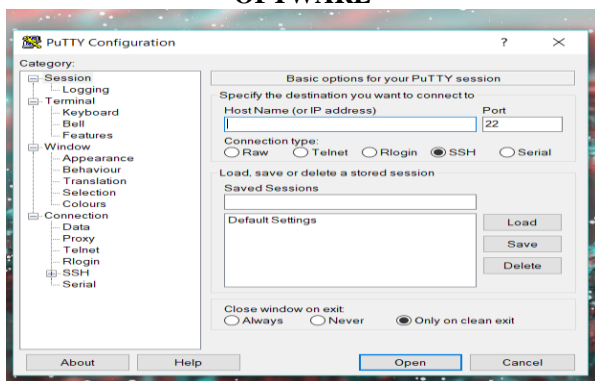 OFTWARE
PuTTY Configuration ? ×
Category:
Session
Logging
Terminal
Keyboard
Bell
Features
Window
Appearance
Behaviour
Translation
Selection
Colours
Connection
Data
Proxy
Telnet
Rlogin
SSH
Serial
Basic options for your PuTTY session
Specify the destination you want to connect to
Host Name (or IP address) Port
22
Connection type:
Raw Telnet Rlogin SSH Serial
Load, save or delete a stored session
Saved Sessions
Default Settings
Load
Save
Delete
Close window on exit:
Always Never Only on clean exit
About Help Open Cancel